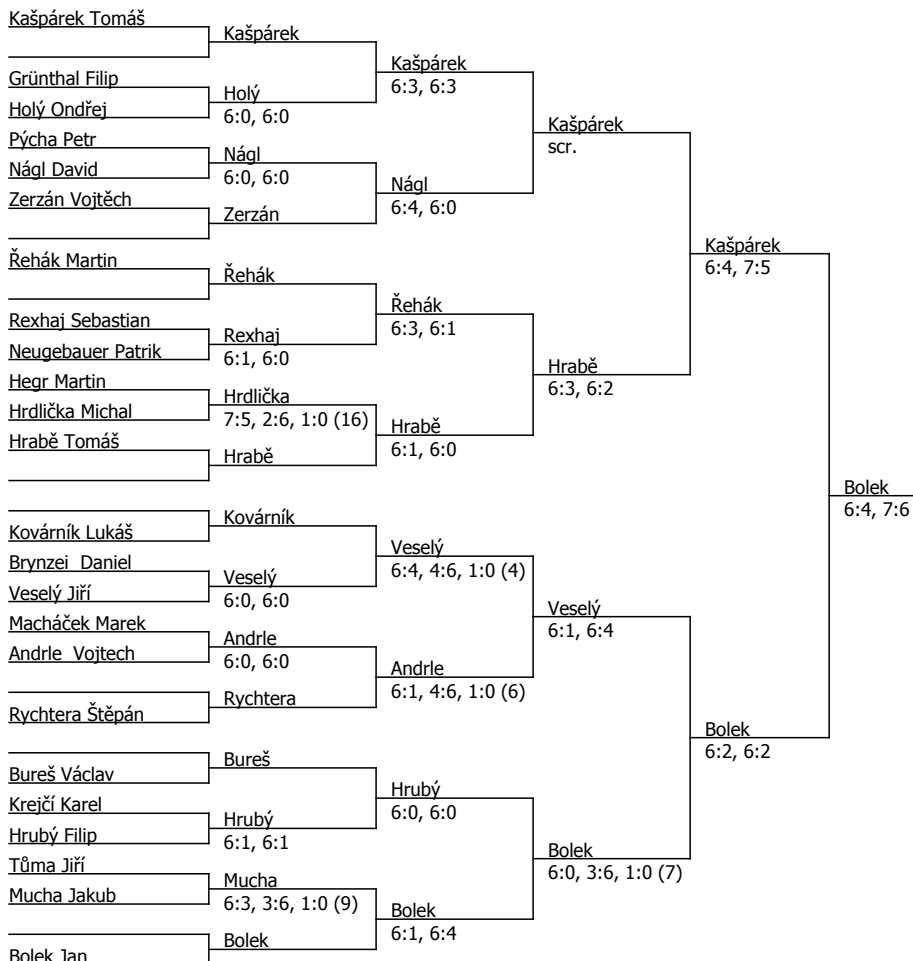 Kašpárek Tomáš
Kašpárek
Kašpárek
6:3, 6:3
Grünthal Filip
Holý
6:0, 6:0
Holý Ondřej
Kašpárek
scr.
Pýcha Petr
Nágl
6:0, 6:0
Nágl David
Nágl
6:4, 6:0
Zerzán Vojtěch
Zerzán
Kašpárek
6:4, 7:5
Řehák Martin
Řehák
Řehák
6:3, 6:1
Rexhaj Sebastian
Rexhaj
6:1, 6:0
Neugebauer Patrik
Hrabě
6:3, 6:2
Hegr Martin
Hrdlička
7:5, 2:6, 1:0 (16)
Hrdlička Michal
Hrabě
6:1, 6:0
Hrabě Tomáš
Hrabě
Bolek
6:4, 7:6
Kovárník
Kovárník Lukáš
Veselý
6:4, 4:6, 1:0 (4)
Brynzei  Daniel
Veselý
6:0, 6:0
Veselý Jiří
Veselý
6:1, 6:4
Macháček Marek
Andrle
6:0, 6:0
Andrle  Vojtech
Andrle
6:1, 4:6, 1:0 (6)
Rychtera
Rychtera Štěpán
Bolek
6:2, 6:2
Bureš
Bureš Václav
Hrubý
6:0, 6:0
Krejčí Karel
Hrubý
6:1, 6:1
Hrubý Filip
Bolek
6:0, 3:6, 1:0 (7)
Tůma Jiří
Mucha
6:3, 3:6, 1:0 (9)
Mucha Jakub
Bolek
6:1, 6:4
Bolek
Bolek Jan